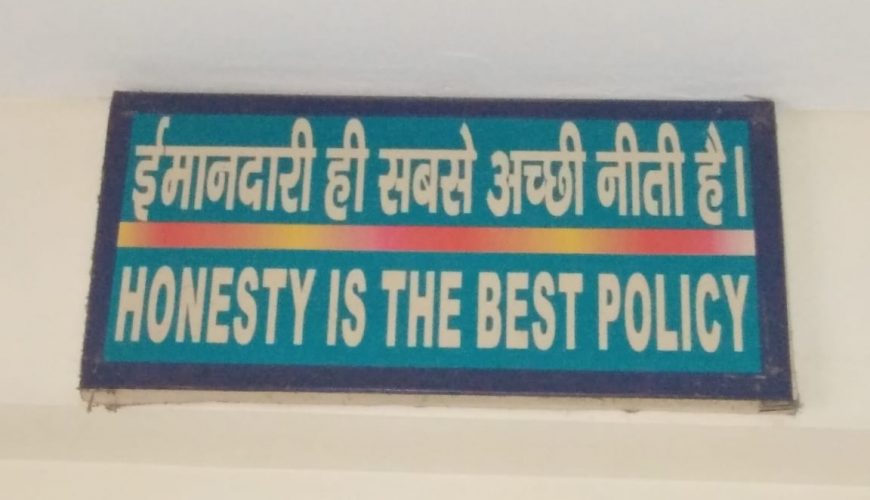 ईमानदारी ही सबसे अच्छी नीती है।
HONESTY IS THE BEST POLICY